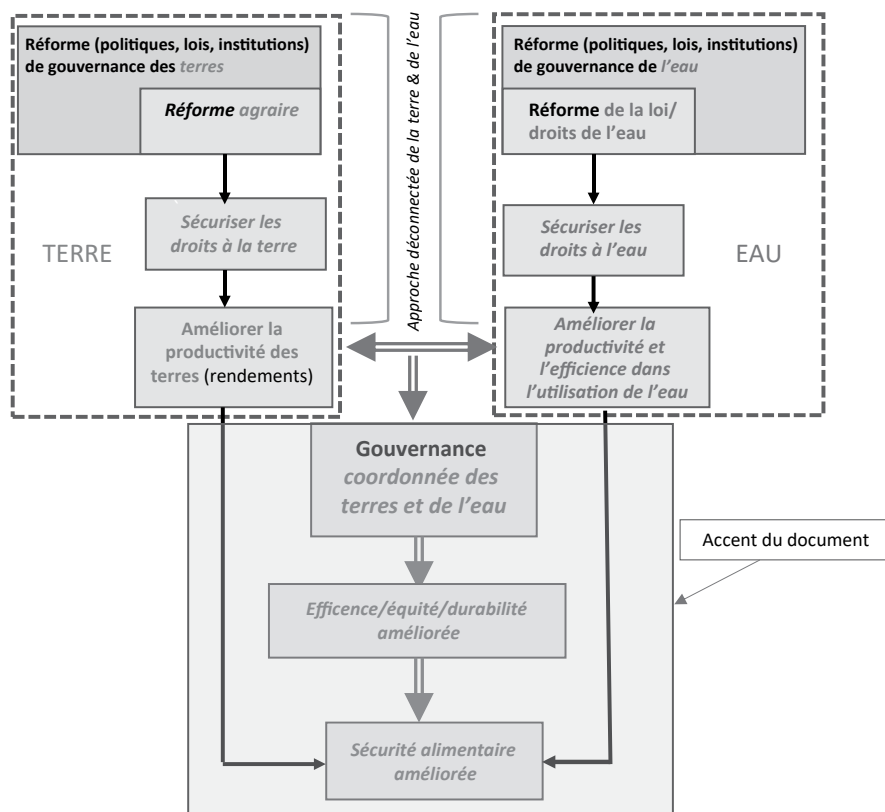 Réforme (politiques, lois, institutions)
de gouvernance des terres
Réforme agraire
Sécuriser les
droits à la terre
TERRE
Améliorer la
productivité des
terres (rendements)
Approche déconnectée de la terre & de l’eau
Réforme (politiques, lois, institutions)
de gouvernance de l’eau
Réforme de la loi/
droits de l’eau
Sécuriser les
droits à l’eau
EAU
Améliorer la
productivité et
l’efficience dans
l’utilisation de l’eau
Gouvernance
coordonnée des
terres et de l’eau
Accent du document
Efficence/équité/durabilité
améliorée
Sécurité alimentaire
améliorée